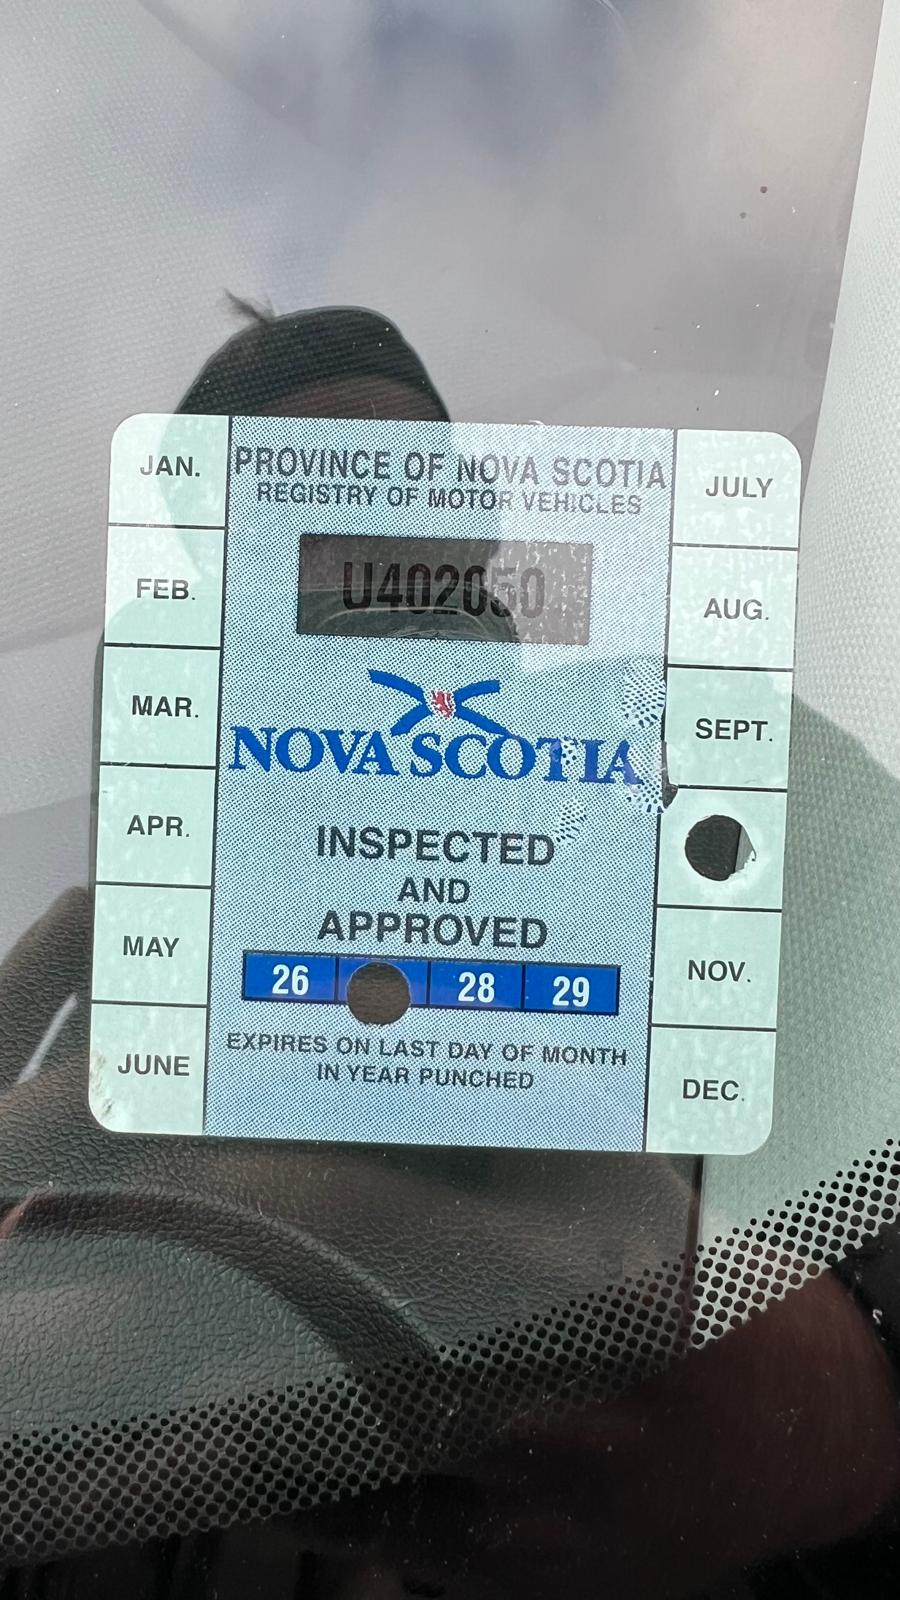 PROVINCE OF NOVA SCOTIA
REGISTRY OF MOTOR VEHICLES
U402050
NOVA SCOTIA
INSPECTED
AND
APPROVED
26 28 29
EXPIRES ON LAST DAY OF MONTH
IN YEAR PUNCHED
JAN.
FEB.
MAR.
APR.
MAY
JUNE
JULY
AUG.
SEPT.
NOV.
DEC.